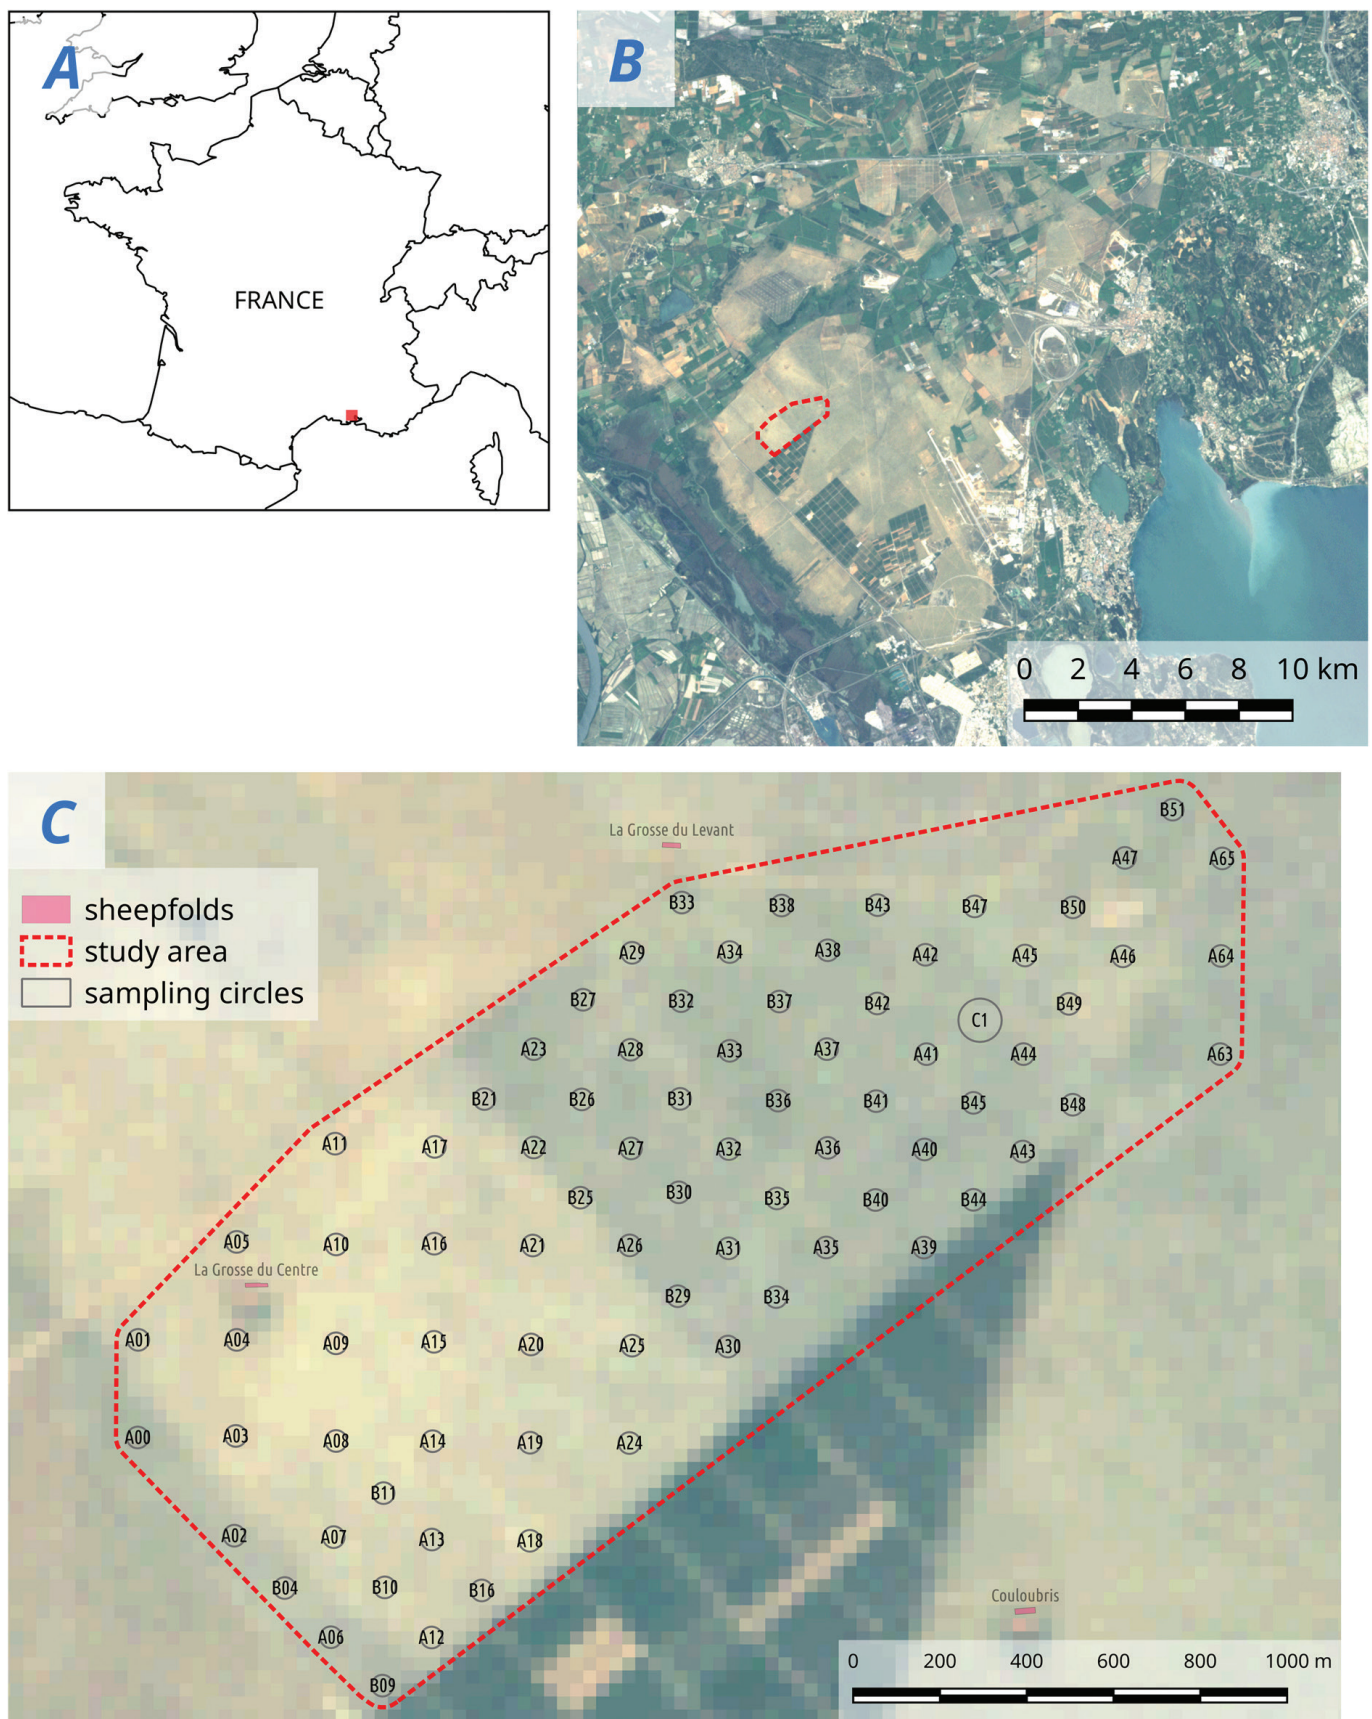 A
FRANCE
B
0 2 4 6 8 10 km
C
sheepfolds
study area
sampling circles
La Grosse du Levant
B51
A47 A65
B33 B38 B43 B47 B50
A29 A34 A38 A42 A45 A46 A64
B27 B32 B37 B42 B49
C1
A23 A28 A33 A37 A41 A44 A63
B21 B26 B31 B36 B41 B45 B48
A11 A17 A22 A27 A32 A36 A40 A43
B25 B30 B35 B40 B44
A05 A10 A16 A21 A26 A31 A35 A39
La Grosse du Centre
B29 B34
A01 A04 A09 A15 A20 A25 A30
A00 A03 A08 A14 A19 A24
B11
A02 A07 A13 A18
B04 B10 B16
A06 A12
B09
Couloubris
0 200 400 600 800 1000 m